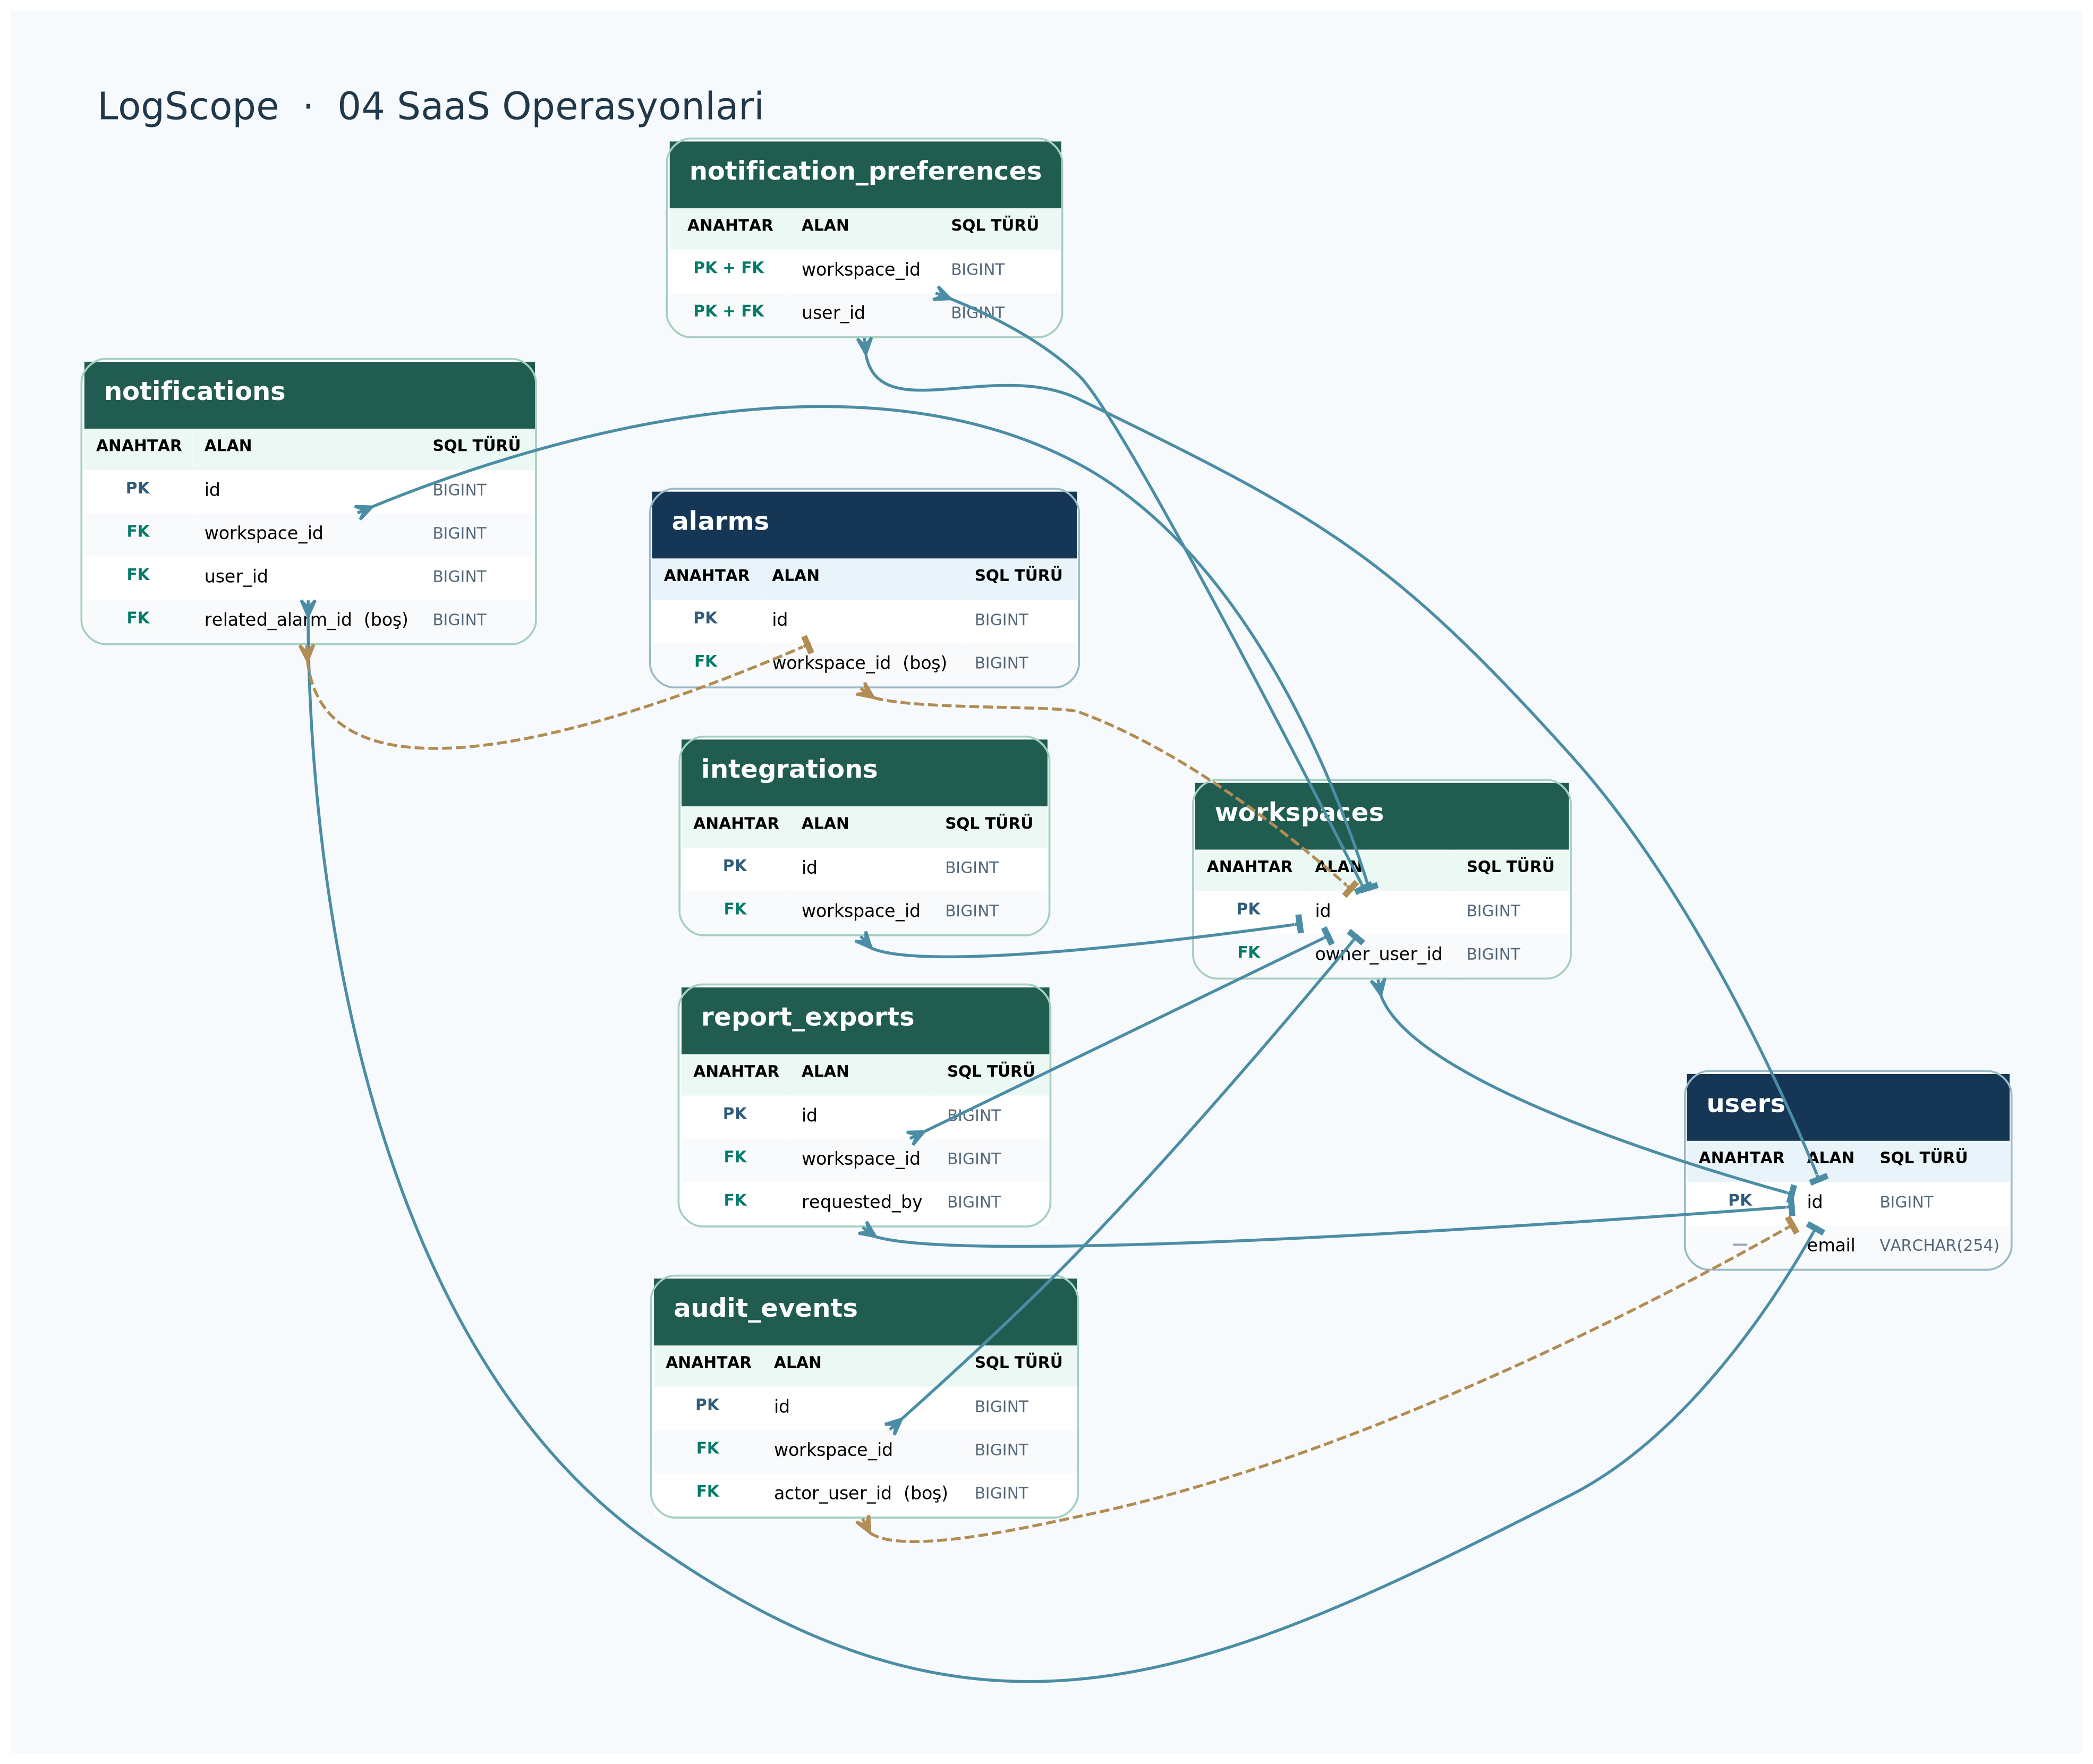 LogScope · 04 SaaS Operasyonlari
notification_preferences
ANAHTAR ALAN SQL TÜRÜ
PK + FK workspace_id BIGINT
PK + FK user_id BIGINT
notifications
ANAHTAR ALAN SQL TÜRÜ
PK id BIGINT
FK workspace_id BIGINT
FK user_id BIGINT
FK related_alarm_id (boş) BIGINT
alarms
ANAHTAR ALAN SQL TÜRÜ
PK id BIGINT
FK workspace_id (boş) BIGINT
integrations
ANAHTAR ALAN SQL TÜRÜ
PK id BIGINT
FK workspace_id BIGINT
workspaces
ANAHTAR ALAN SQL TÜRÜ
PK id BIGINT
FK owner_user_id BIGINT
report_exports
ANAHTAR ALAN SQL TÜRÜ
PK id BIGINT
FK workspace_id BIGINT
FK requested_by BIGINT
users
ANAHTAR ALAN SQL TÜRÜ
PK id BIGINT
— email VARCHAR(254)
audit_events
ANAHTAR ALAN SQL TÜRÜ
PK id BIGINT
FK workspace_id BIGINT
FK actor_user_id (boş) BIGINT